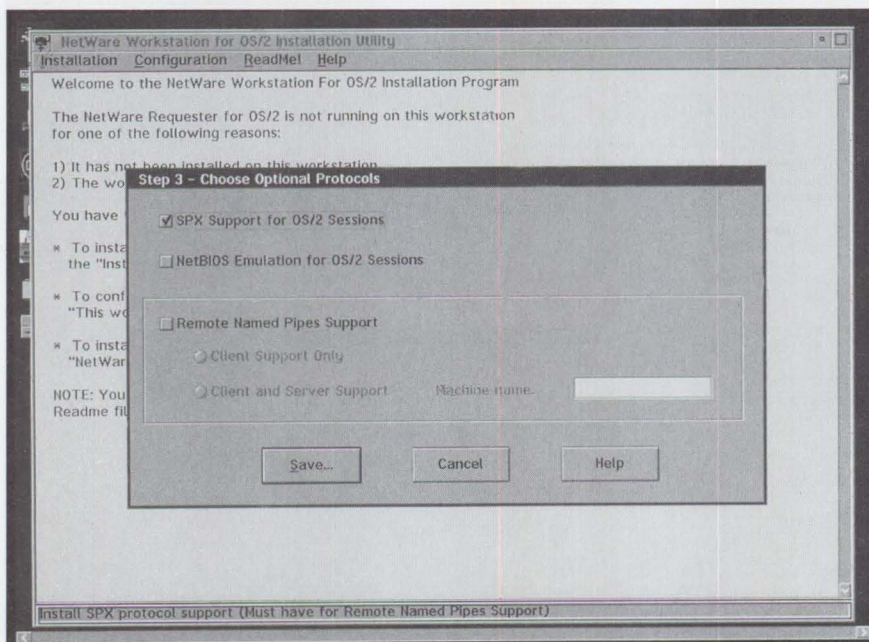 NetWare Workstation for OS/2 Installation Utility
Installation Configuration ReadMe! Help
Welcome to the NetWare Workstation For OS/2 Installation Program
The NetWare Requester for OS/2 is not running on this workstation
for one of the following reasons:
1) It has not been installed on this workstation
2) The wo
Step 3 - Choose Optional Protocols
You have
SPX Support for OS/2 Sessions
* To insta
the "Inst
NetBIOS Emulation for OS/2 Sessions
* To conf
"This wo
Remote Named Pipes Support
* To insta
"NetWar
Client Support Only
NOTE: You
Readme fil
Client and Server Support Machine name.
Save... Cancel Help
Install SPX protocol support (Must have for Remote Named Pipes Support)